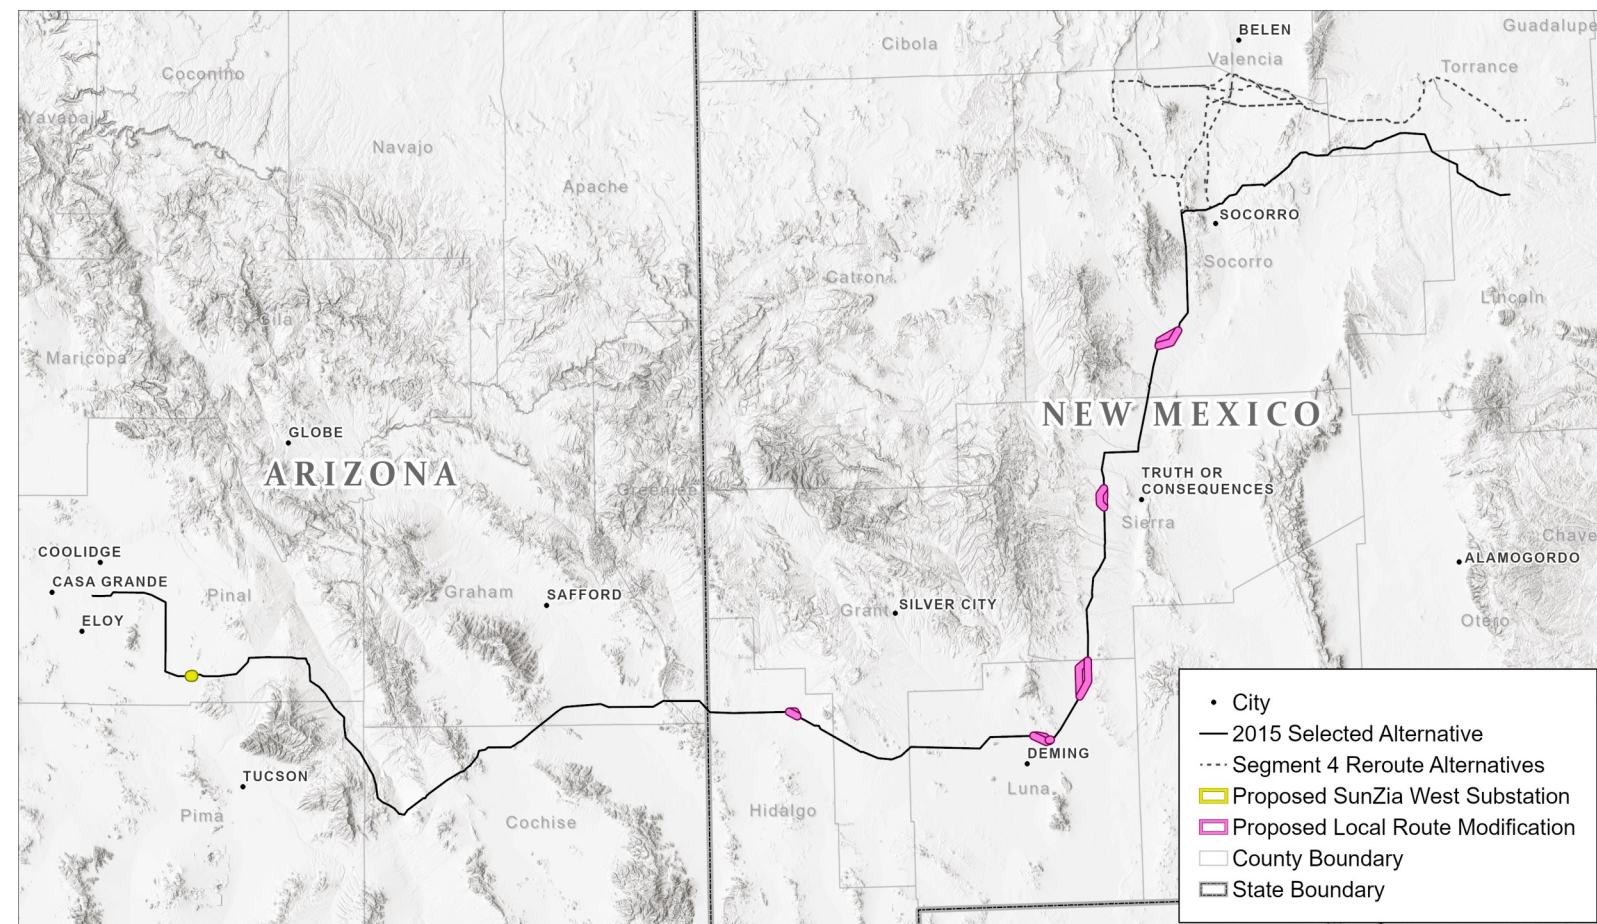 BELEN
Guadalupe
Cibola
Valencia
Torrance
Coconino
Yavapai
Navajo
Apache
SOCORRO
Socorro
Catron
Lincoln
Gila
Maricopa
NEW MEXICO
GLOBE
ARIZONA
TRUTH OR
CONSEQUENCES
Greenlee
Sierra
Chave
COOLIDGE
ALAMOGORDO
CASA GRANDE
Pinal
Graham
SAFFORD
Grant
SILVER CITY
ELOY
Otero
DEMING
TUCSON
Luna
Pima
Cochise
Hidalgo
City
2015 Selected Alternative
Segment 4 Reroute Alternatives
Proposed SunZia West Substation
Proposed Local Route Modification
County Boundary
State Boundary